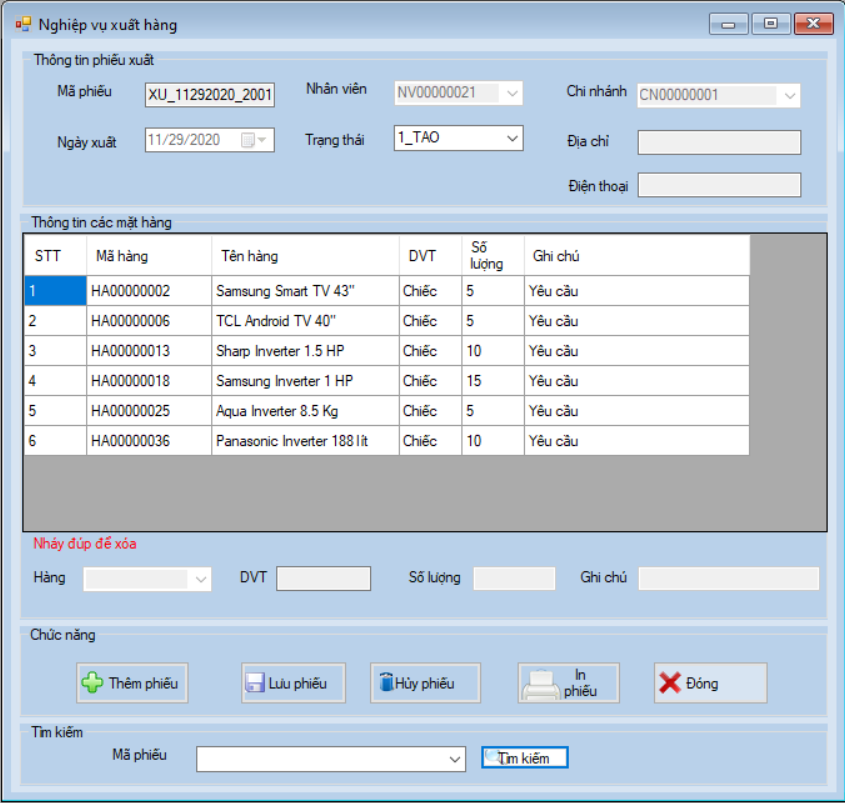 Nghiệp vụ xuất hàng
Thông tin phiếu xuất
Mã phiếu XU_11292020_2001 Nhân viên NV00000021 Chi nhánh CN00000001
Ngày xuất 11/29/2020 Trạng thái 1_TAO Địa chỉ
Điện thoại
Thông tin các mặt hàng
STT Mã hàng Tên hàng DVT Số lượng Ghi chú
1 HA00000002 Samsung Smart TV 43" Chiếc 5 Yêu cầu
2 HA00000006 TCL Android TV 40" Chiếc 5 Yêu cầu
3 HA00000013 Sharp Inverter 1.5 HP Chiếc 10 Yêu cầu
4 HA00000018 Samsung Inverter 1 HP Chiếc 15 Yêu cầu
5 HA00000025 Aqua Inverter 8.5 Kg Chiếc 5 Yêu cầu
6 HA00000036 Panasonic Inverter 188 lít Chiếc 10 Yêu cầu
Nháy đúp để xóa
Hàng DVT Số lượng Ghi chú
Chức năng
Thêm phiếu Lưu phiếu Hủy phiếu In phiếu Đóng
Tìm kiếm
Mã phiếu Tìm kiếm